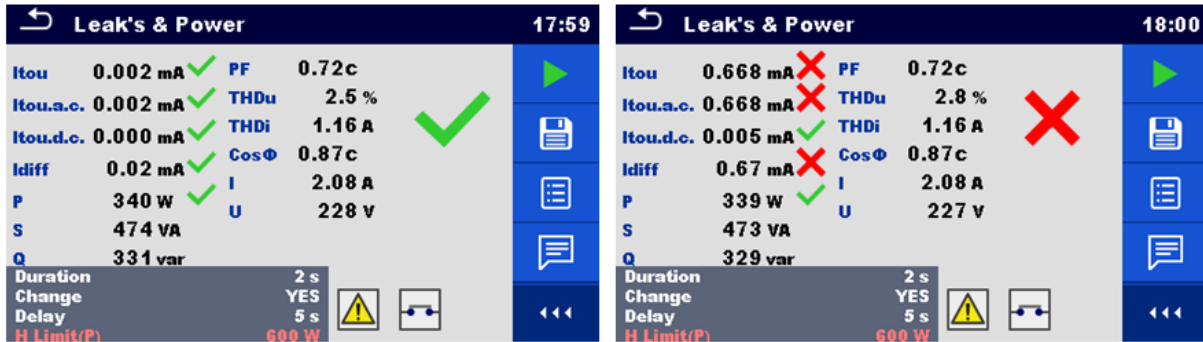 Leak's & Power 17:59
Itou 0.002 mA PF 0.72c
Itou.a.c. 0.002 mA THDu 2.5 %
Itou.d.c. 0.000 mA THDi 1.16 A
Idiff 0.02 mA CosΦ 0.87c
P 340 W I 2.08 A
S 474 VA U 228 V
Q 331 var
Duration 2 s
Change YES
Delay 5 s
H Limit(P) 600 W
Leak's & Power 18:00
Itou 0.668 mA PF 0.72c
Itou.a.c. 0.668 mA THDu 2.8 %
Itou.d.c. 0.005 mA THDi 1.16 A
Idiff 0.67 mA CosΦ 0.87c
P 339 W I 2.08 A
S 473 VA U 227 V
Q 329 var
Duration 2 s
Change YES
Delay 5 s
H Limit(P) 600 W